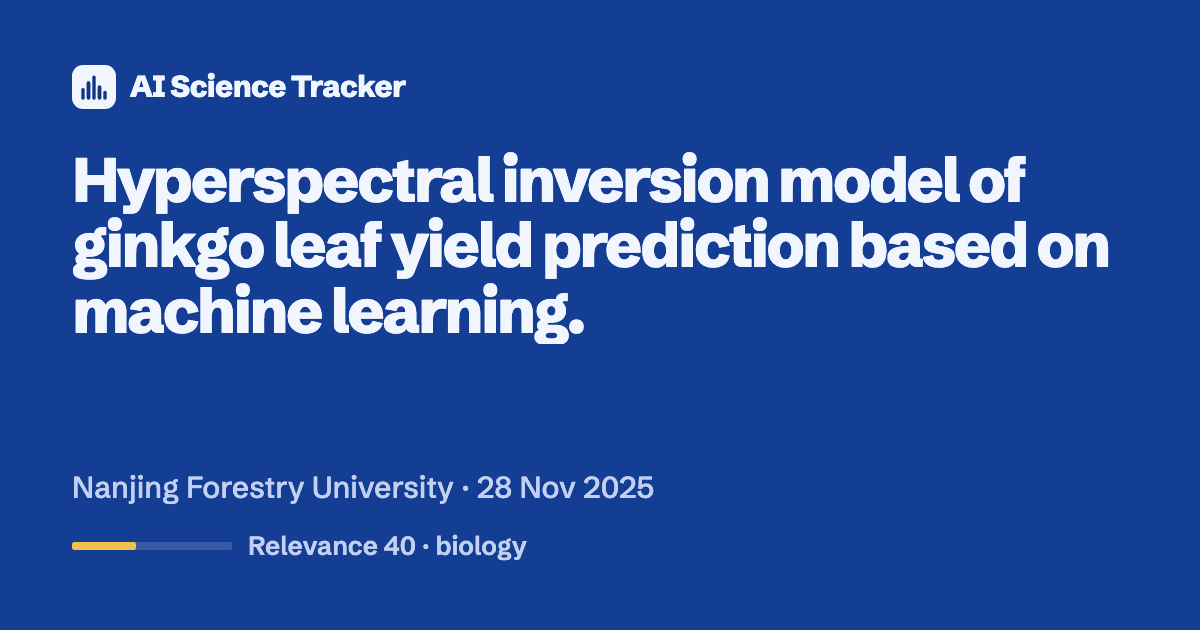 AI Science Tracker
Hyperspectral inversion model of
ginkgo leaf yield prediction based on
machine learning.
Nanjing Forestry University · 28 Nov 2025
Relevance 40 · biology